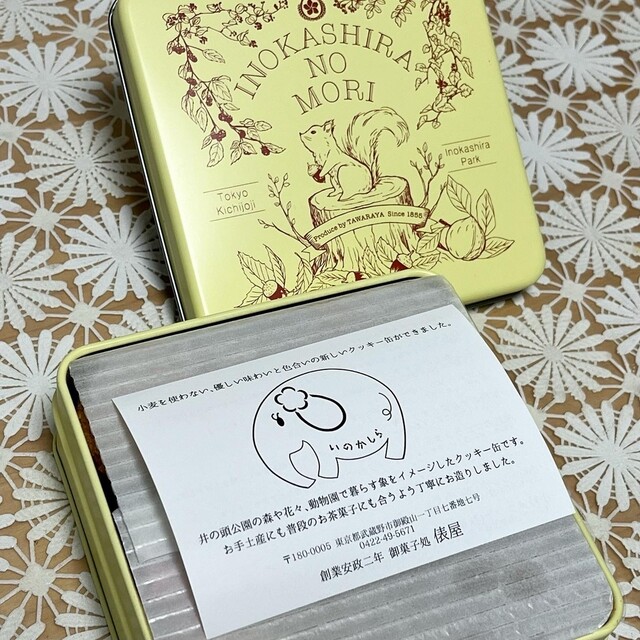 INOKASHIRA
NO
MORI
Tokyo
Kichijoji
Inokashira
Park
Produce by TAWARAYA Since 1855
小麦を使わない、優しい味わいと色合いの新しいクッキー缶ができました。
いのかしら
井の頭公園の森や花々、動物園で暮らす象をイメージしたクッキー缶です。
お手土産にも普段のお茶菓子にも合うよう丁寧にお造りしました。
〒180-0005 東京都武蔵野市御殿山一丁目七番地七号
0422-49-5671
創業安政二年 御菓子処 俵屋